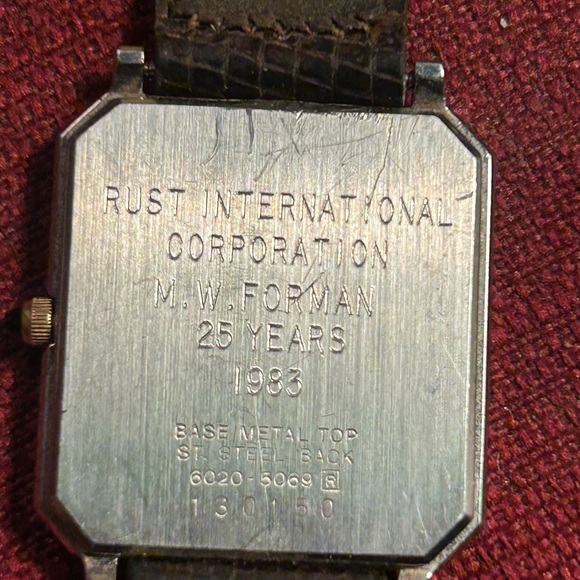 RUST INTERNATIONAL
CORPORATION
M.W.FORMAN
25 YEARS
1983
BASE METAL TOP
ST. STEEL BACK
6020-5069 R
130150